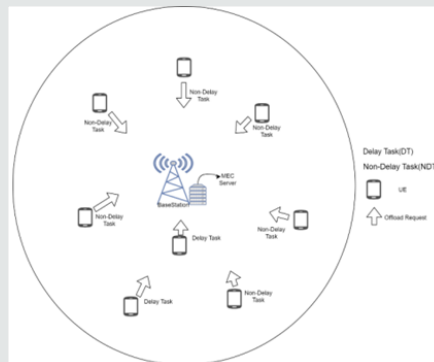 Non-Delay
Task
Non-Delay
Task
Non-Delay
Task
MEC
Server
BaseStation
Non-Delay
Task
Delay Task
Non-Delay
Task
Delay Task
Non-Delay
Task
Delay Task(DT)
Non-Delay Task(NDT
UE
Offload Request